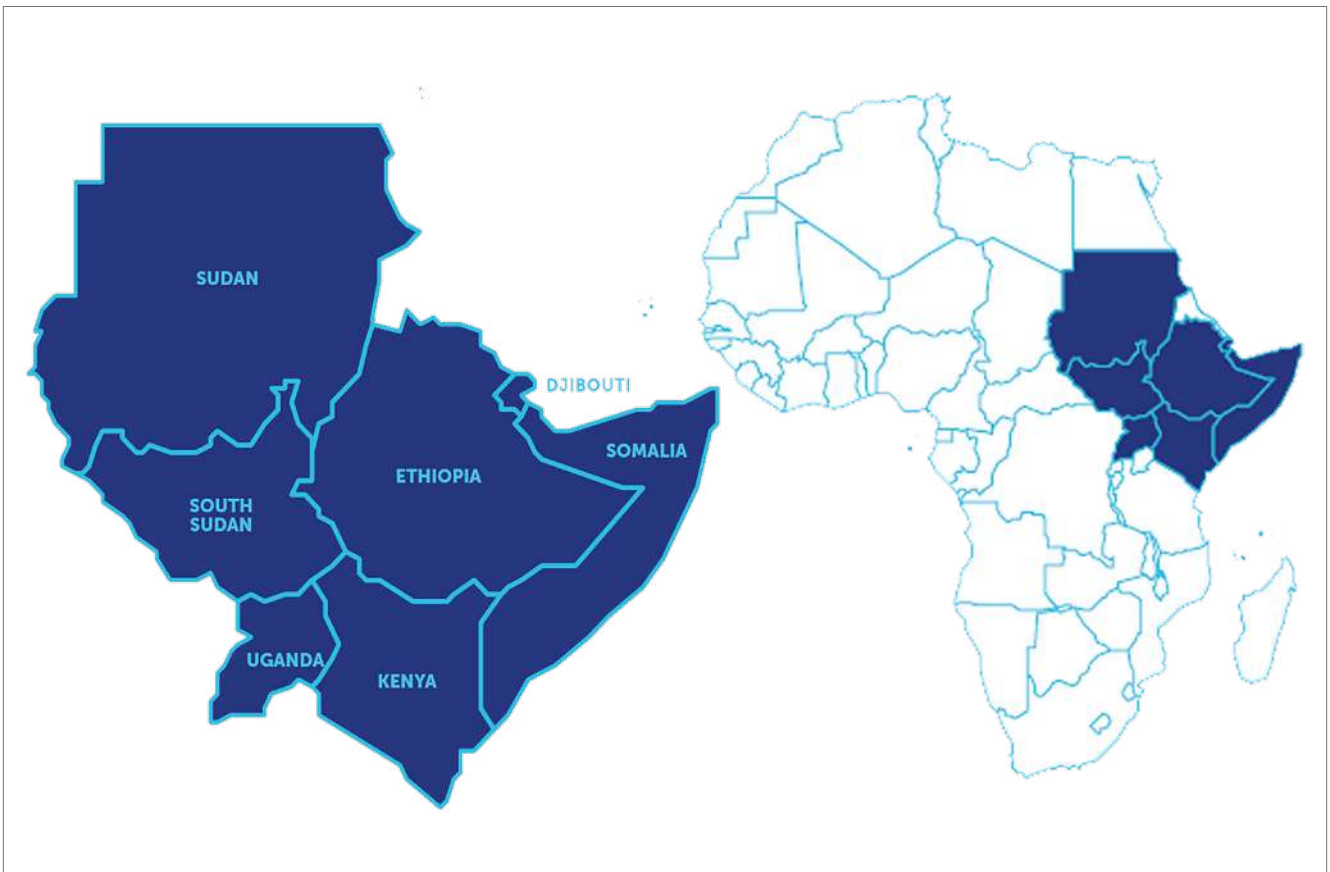 SUDAN
DJIBOUTI
SOMALIA
ETHIOPIA
SOUTH
SUDAN
UGANDA
KENYA